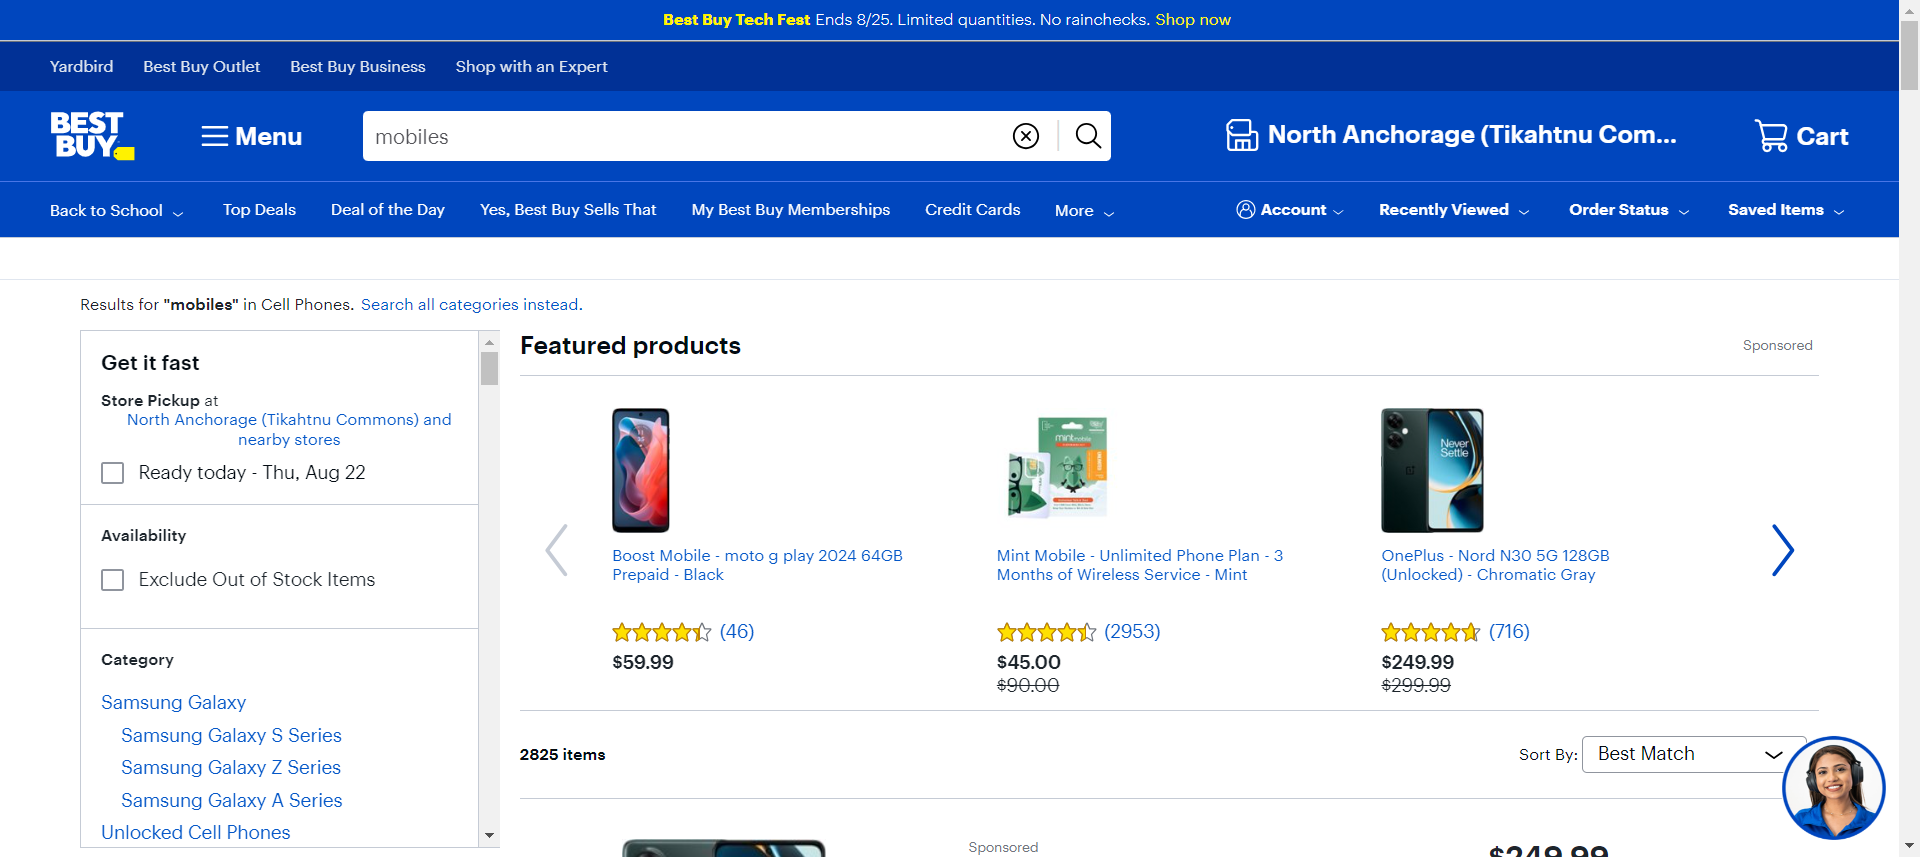 Best Buy Tech Fest Ends 8/25. Limited quantities. No rainchecks. Shop now
Yardbird Best Buy Outlet Best Buy Business Shop with an Expert
BEST BUY
Menu
mobiles
North Anchorage (Tikahtnu Com...
Cart
Back to School Top Deals Deal of the Day Yes, Best Buy Sells That My Best Buy Memberships Credit Cards More Account Recently Viewed Order Status Saved Items
Results for "mobiles" in Cell Phones. Search all categories instead.
Get it fast
Store Pickup at
North Anchorage (Tikahtnu Commons) and
nearby stores
Ready today - Thu, Aug 22
Availability
Exclude Out of Stock Items
Category
Samsung Galaxy
Samsung Galaxy S Series
Samsung Galaxy Z Series
Samsung Galaxy A Series
Unlocked Cell Phones
Featured products
Sponsored
Boost Mobile - moto g play 2024 64GB
Prepaid - Black
(46)
$59.99
mint mobile
Mint Mobile - Unlimited Phone Plan - 3
Months of Wireless Service - Mint
(2953)
$45.00
$90.00
Never
Settle
OnePlus - Nord N30 5G 128GB
(Unlocked) - Chromatic Gray
(716)
$249.99
$299.99
2825 items
Sort By: Best Match
Sponsored
$249.99